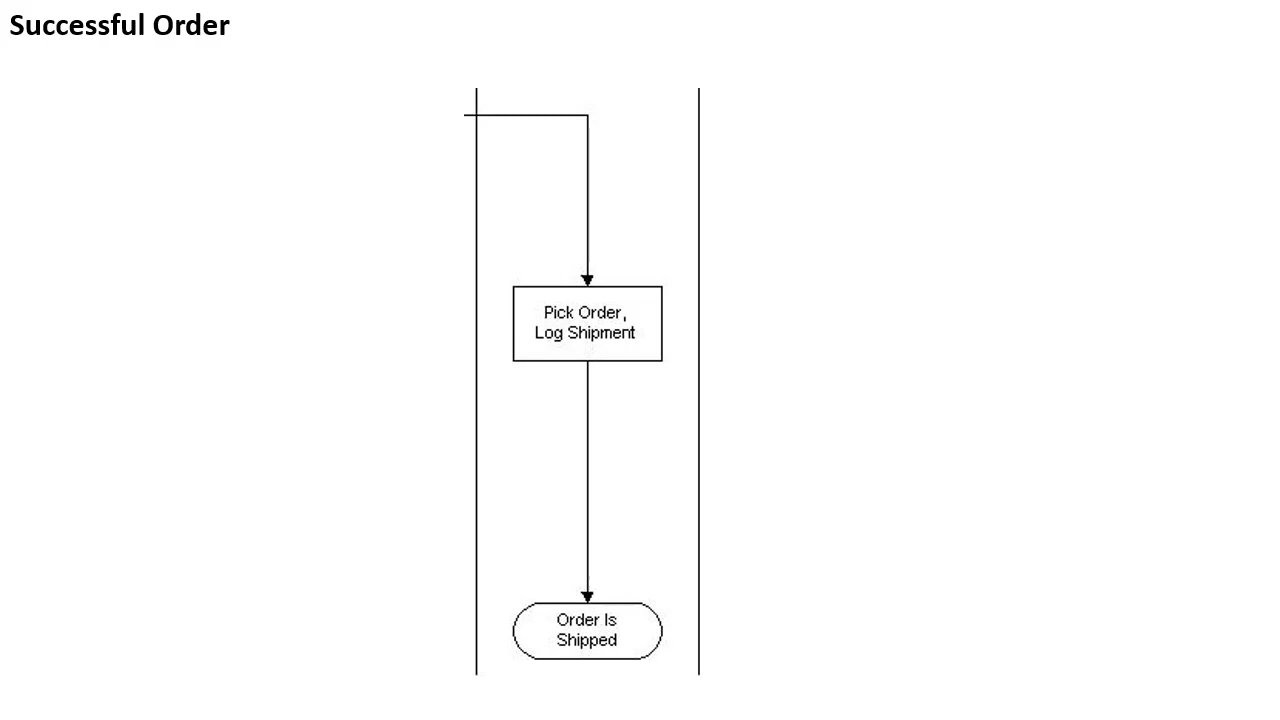 Successful Order
Pick Order,
Log Shipment
Order Is
Shipped